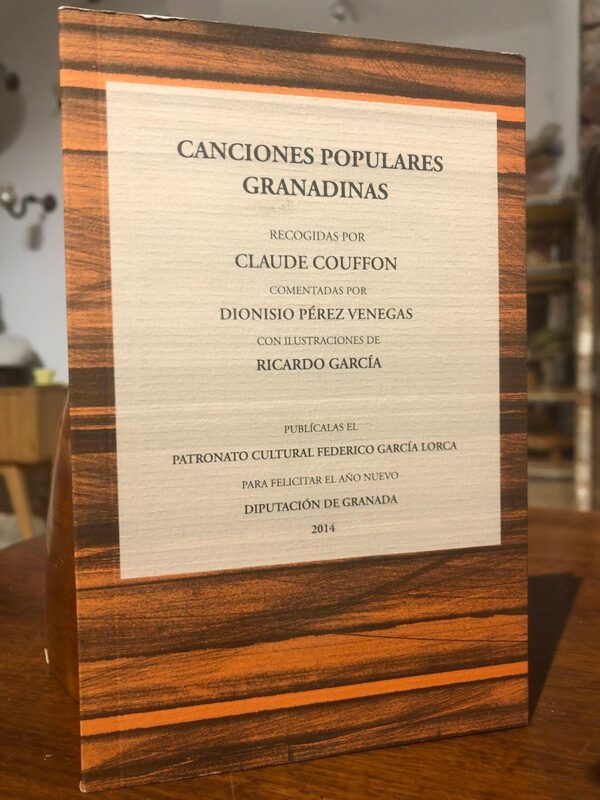 CANCIONES POPULARES
GRANADINAS
RECOGIDAS POR
CLAUDE COUFFON
COMENTADAS POR
DIONISIO PÉREZ VENEGAS
CON ILUSTRACIONES DE
RICARDO GARCÍA
PUBLÍCALAS EL
PATRONATO CULTURAL FEDERICO GARCÍA LORCA
PARA FELICITAR EL AÑO NUEVO
DIPUTACIÓN DE GRANADA
2014